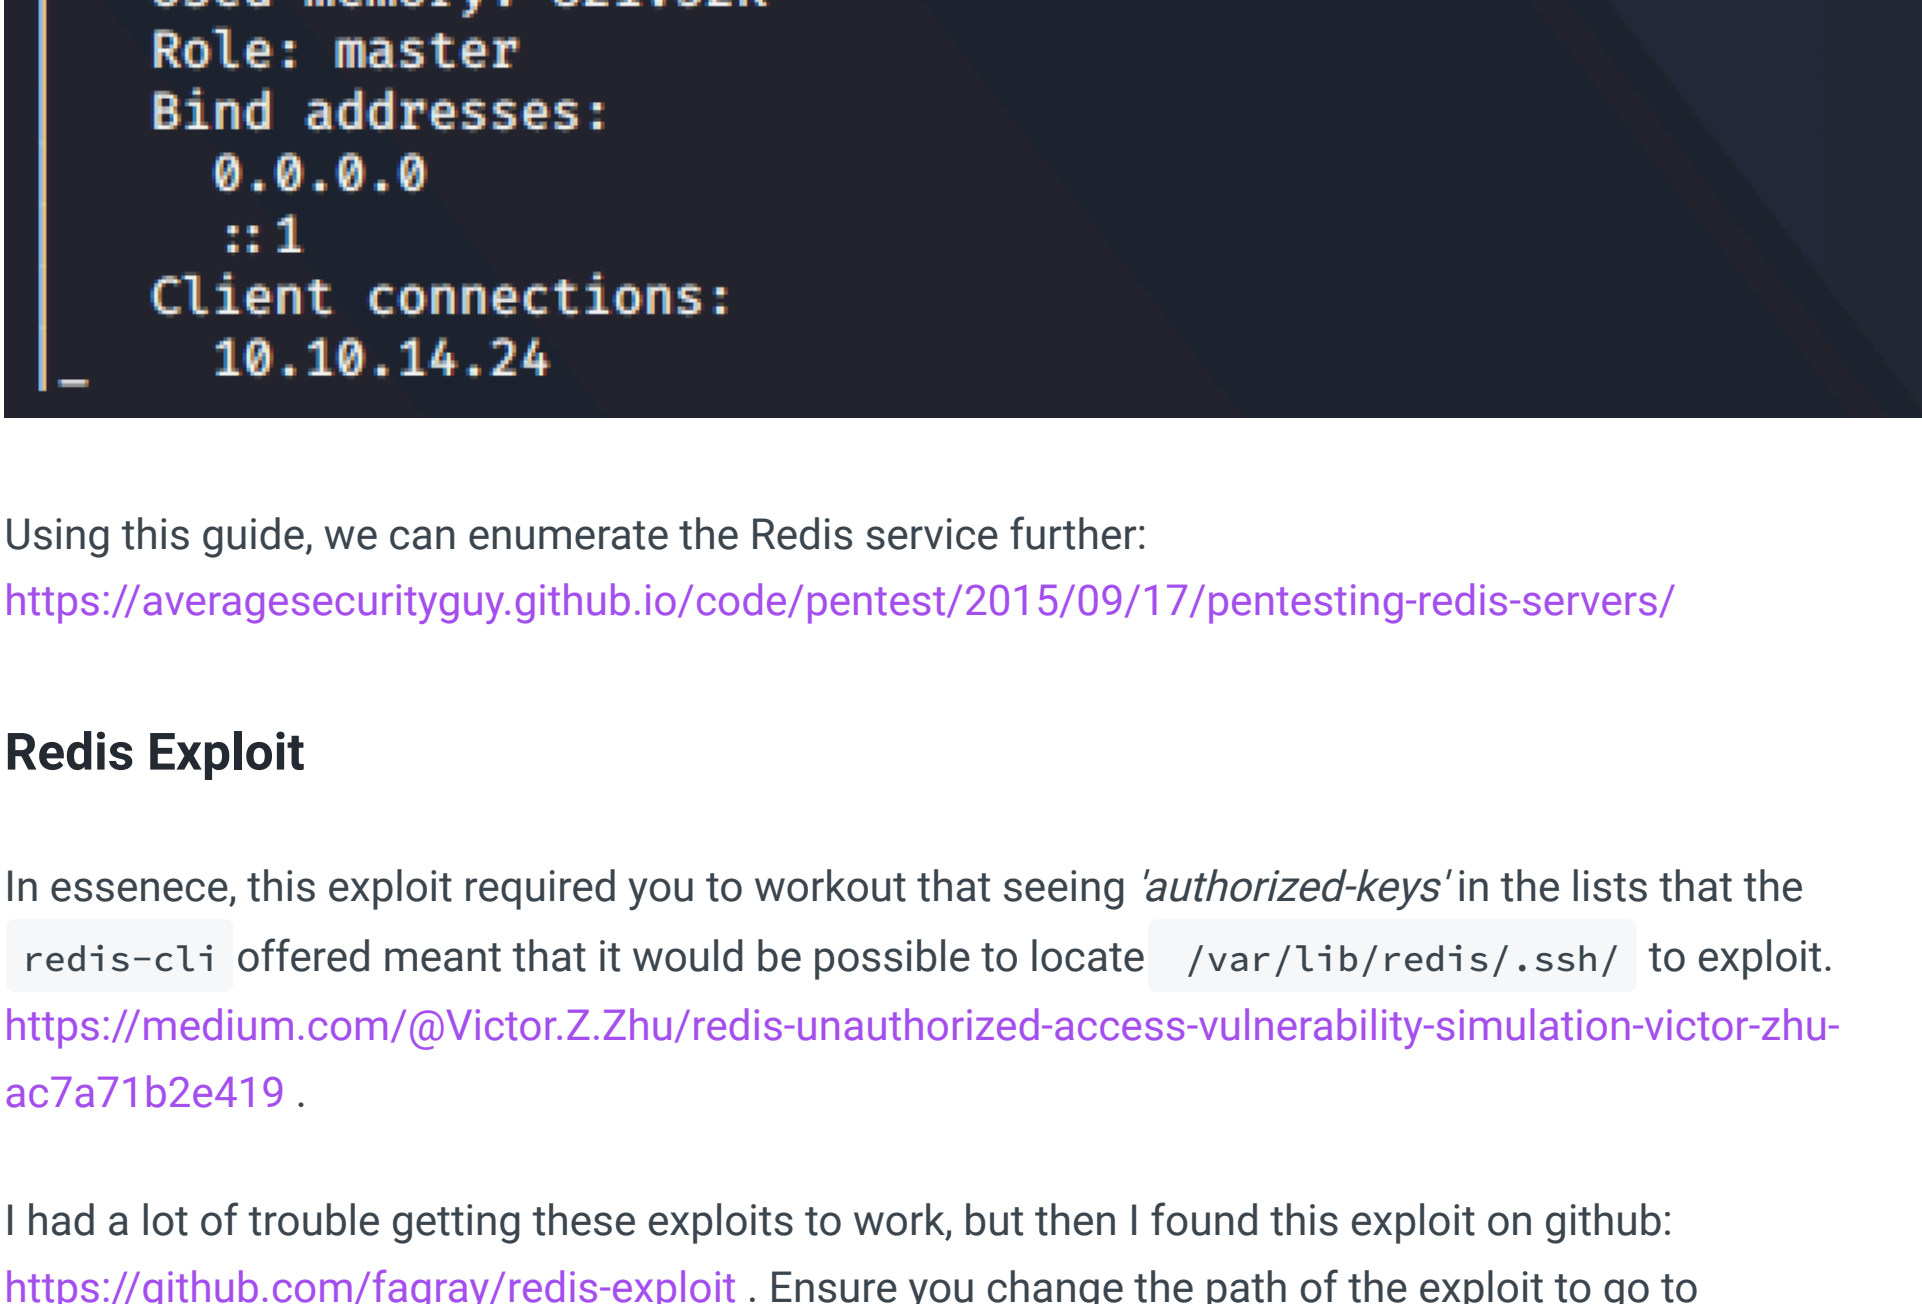 Role: master
Bind addresses:
0.0.0.0
::1
Client connections:
10.10.14.24
Using this guide, we can enumerate the Redis service further:
https://averagesecurityguy.github.io/code/pentest/2015/09/17/pentesting-redis-servers/
Redis Exploit
In essenece, this exploit required you to workout that seeing 'authorized-keys' in the lists that the
redis-cli offered meant that it would be possible to locate /var/lib/redis/.ssh/ to exploit.
https://medium.com/@Victor.Z.Zhu/redis-unauthorized-access-vulnerability-simulation-victor-zhu-
ac7a71b2e419 .
I had a lot of trouble getting these exploits to work, but then I found this exploit on github:
https://github.com/faqray/redis-exploit . Ensure you change the path of the exploit to go to